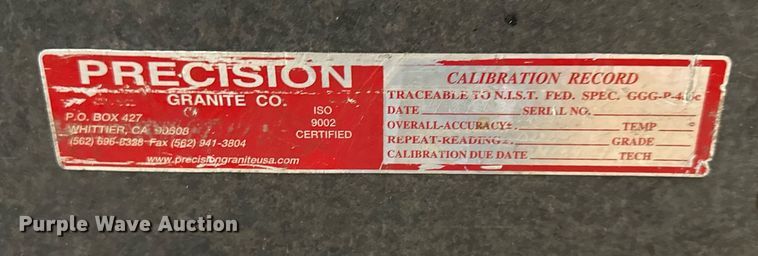 PRECISION
GRANITE CO.
P.O. BOX 427
WHITTIER, CA 90608
(562) 696-8328 Fax (562) 941-3804
www.precisiongraniteusa.com
ISO
9002
CERTIFIED
CALIBRATION RECORD
TRACEABLE TO N.I.S.T. FED. SPEC.
DATE SERIAL NO.
OVERALL-ACCURACY± TEMP
REPEAT-READING± GRADE
CALIBRATION DUE DATE TECH
Purple Wave Auction